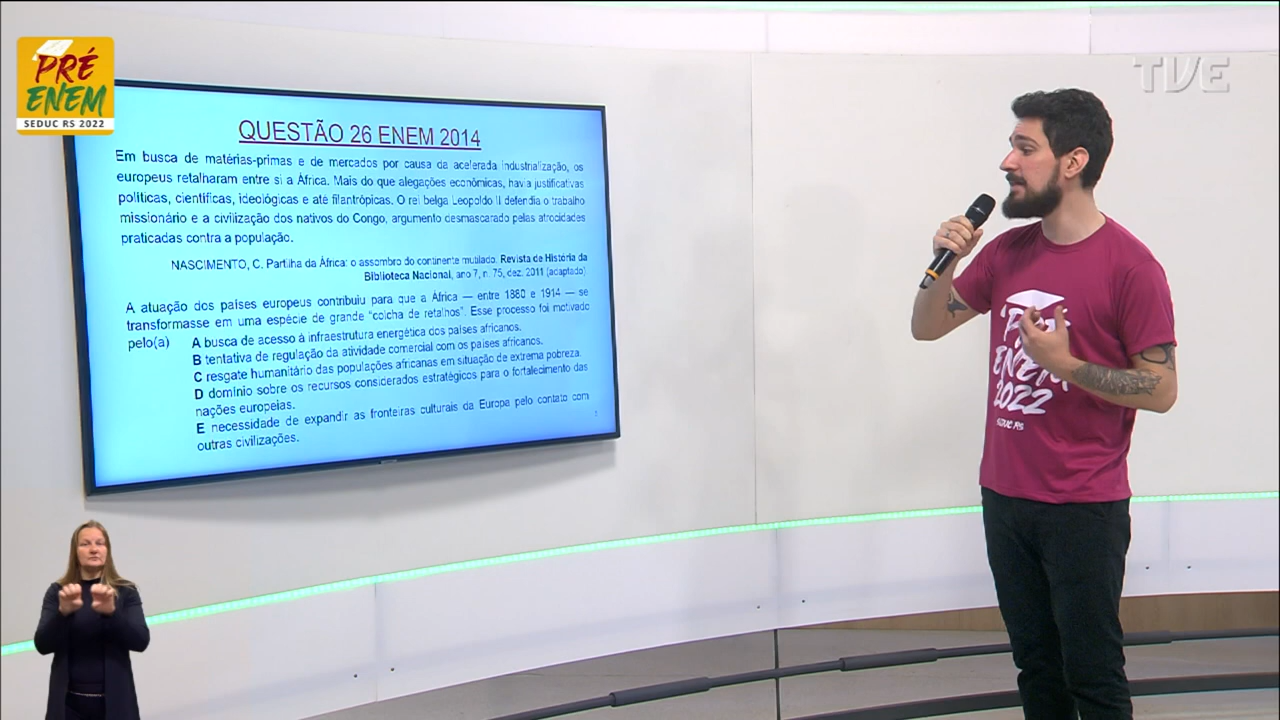 PRÉ
ENEM
SEDUC RS 2022
TVE
QUESTÃO 26 ENEM 2014
Em busca de matérias-primas e de mercados por causa da acelerada industrialização, os
europeus retalharam entre si a África. Mais do que alegações econômicas, havia justificativas
políticas, científicas, ideológicas e até filantrópicas. O rei belga Leopoldo II defendia o trabalho
missionário e a civilização dos nativos do Congo, argumento desmascarado pelas atrocidades
praticadas contra a população.
NASCIMENTO, C. Partilha da África: o assombro do continente mutilado. Revista de História da
Biblioteca Nacional, ano 7, n. 75, dez. 2011 (adaptado).
A atuação dos países europeus contribuiu para que a África — entre 1880 e 1914 — se
transformasse em uma espécie de grande “colcha de retalhos”. Esse processo foi motivado
pelo(a) A busca de acesso à infraestrutura energética dos países africanos.
B tentativa de regulação da atividade comercial com os países africanos.
C resgate humanitário das populações africanas em situação de extrema pobreza.
D domínio sobre os recursos considerados estratégicos para o fortalecimento das
nações europeias.
E necessidade de expandir as fronteiras culturais da Europa pelo contato com
outras civilizações.
ENEM
2022
SEDUC RS